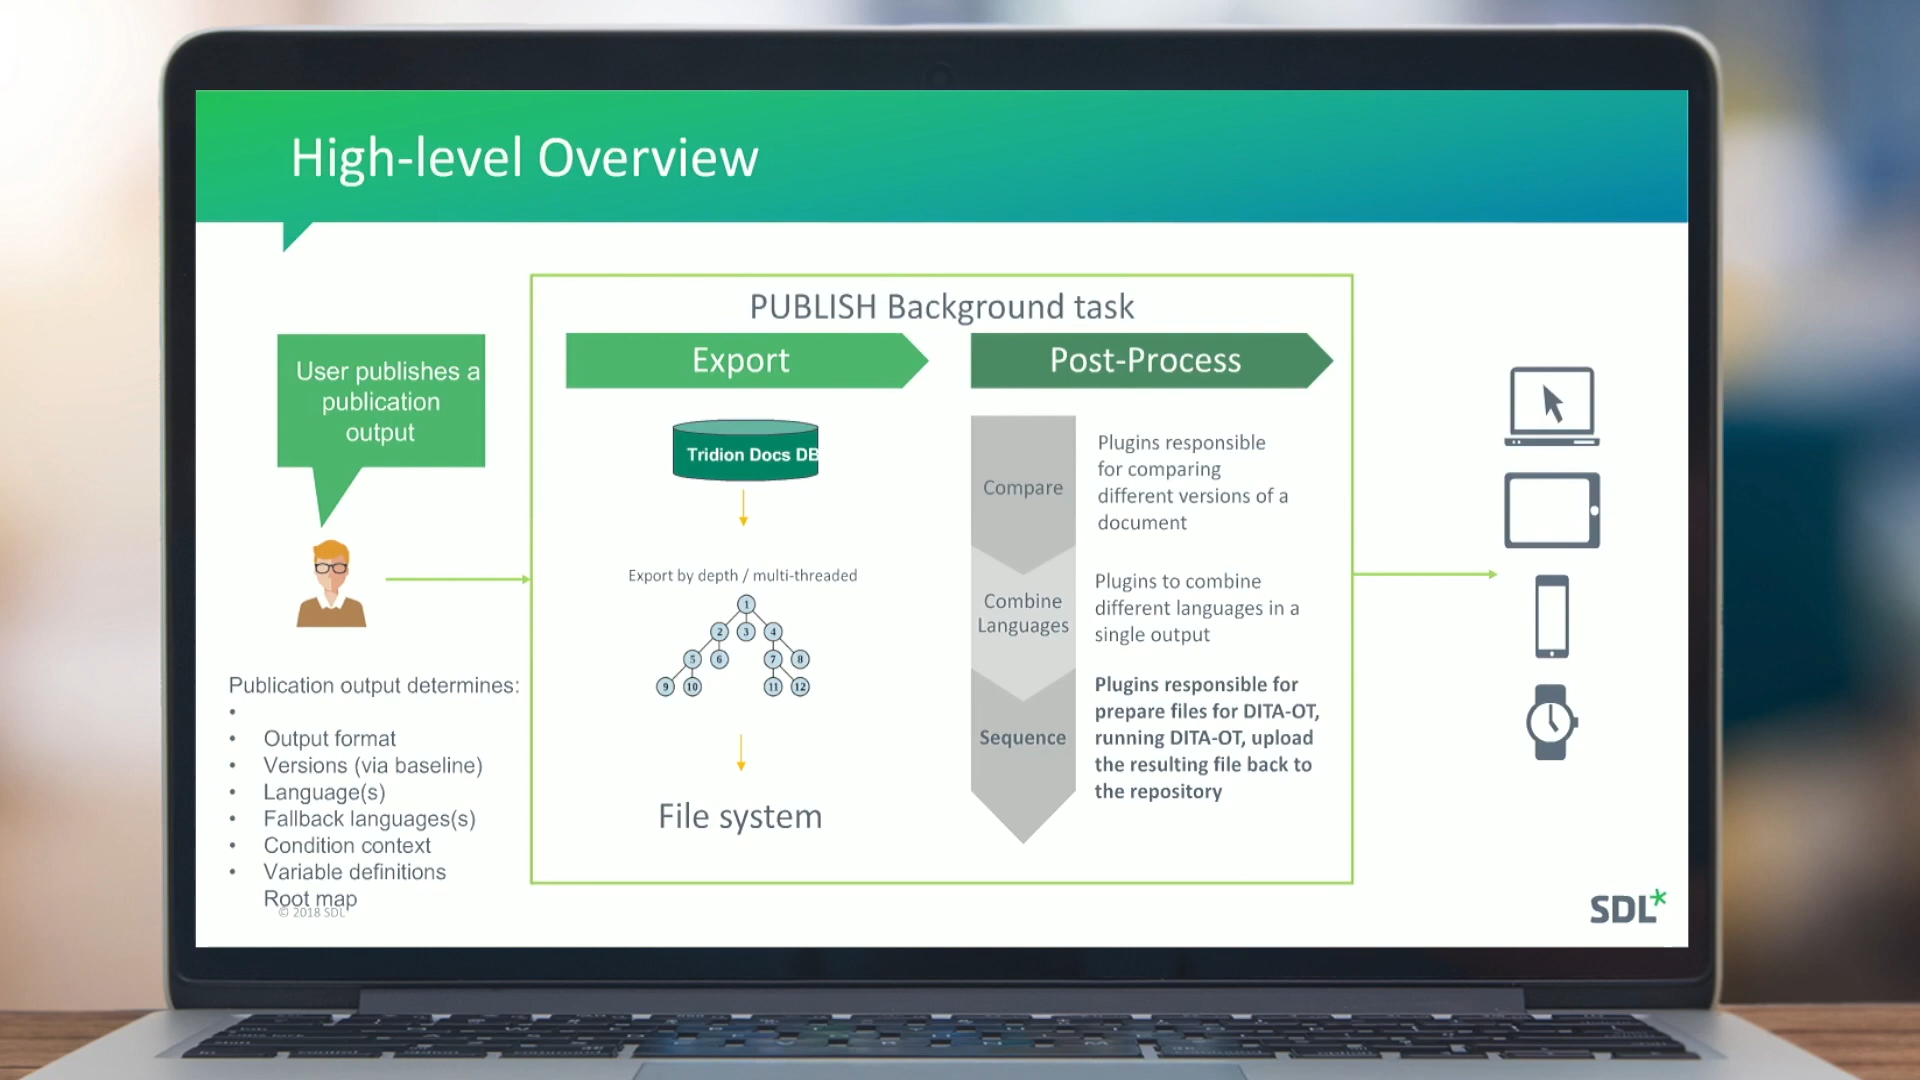 High-level Overview
PUBLISH Background task
User publishes a
publication
output
Publication output determines:
•
• Output format
• Versions (via baseline)
• Language(s)
• Fallback languages(s)
• Condition context
• Variable definitions
Root map
© 2018 SDL
Export
Tridion Docs DB
Export by depth / multi-threaded
1
2 3 4
5 6 7 8
9 10 11 12
File system
Post-Process
Compare
Plugins responsible
for comparing
different versions of a
document
Combine
Languages
Plugins to combine
different languages in a
single output
Sequence
Plugins responsible for
prepare files for DITA-OT,
running DITA-OT, upload
the resulting file back to
the repository
SDL*